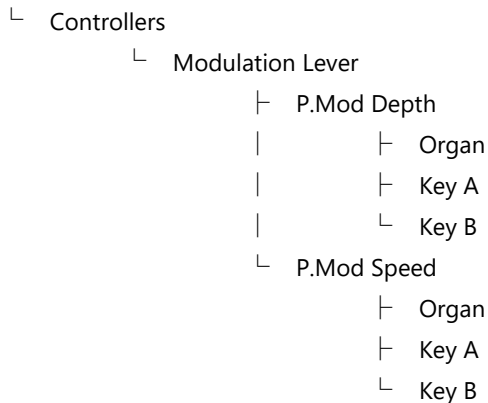 Controllers
Modulation Lever
P.Mod Depth
Organ
Key A
Key B
P.Mod Speed
Organ
Key A
Key B